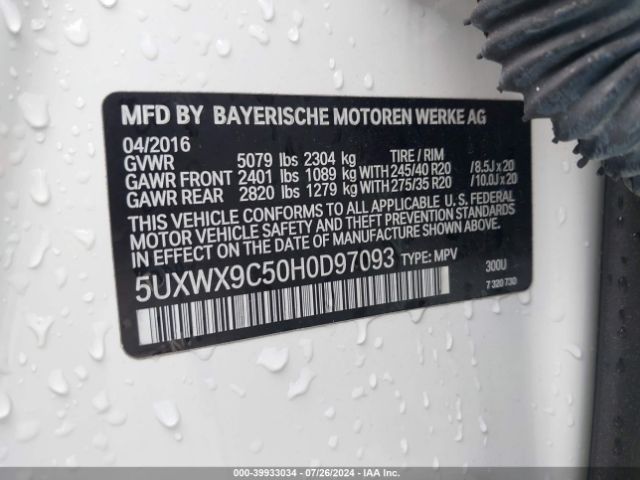 MFD BY BAYERISCHE MOTOREN WERKE AG
04/2016
GVWR 5079 lbs 2304 kg TIRE / RIM
GAWR FRONT 2401 lbs 1089 kg WITH 245/40 R20 / 8.5J x 20
GAWR REAR 2820 lbs 1279 kg WITH 275/35 R20 / 10.0J x 20
THIS VEHICLE CONFORMS TO ALL APPLICABLE U. S. FEDERAL
MOTOR VEHICLE SAFETY AND THEFT PREVENTION STANDARDS
IN EFFECT ON THE DATE OF MANUFACTURE SHOWN ABOVE.
5UXWX9C50H0D97093 TYPE: MPV 300U
7 320 730
000-39933034 / 07/26/2024 / IAA Inc.